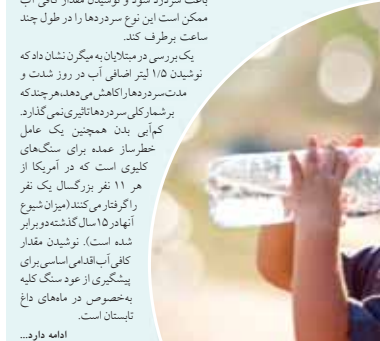 باعث سردرد شود و نوشیدن مقدار کافی آب
ممکن است این نوع سردردها را در طول چند
ساعت برطرف کند.
یک بررسی در مبتلایان به میگرن نشان داد که
نوشیدن ۱/۵ لیتر اضافی آب در روز شدت و
مدت سردردها را کاهش می‌دهد، هرچند که
بر شمار کلی سردردها تاثیری نمی‌گذارد.
کم‌آبی بدن همچنین یک عامل
خطرساز عمده برای سنگ‌های
کلیوی است که در آمریکا از
هر ۱۱ نفر بزرگسال یک نفر
را گرفتار می‌کنند (میزان شیوع
آنها در ۱۵ سال گذشته دو برابر
شده است). نوشیدن مقدار
کافی آب اقدامی اساسی برای
پیشگیری از عود سنگ کلیه
به‌خصوص در ماه‌های داغ
تابستان است.
ادامه دارد...